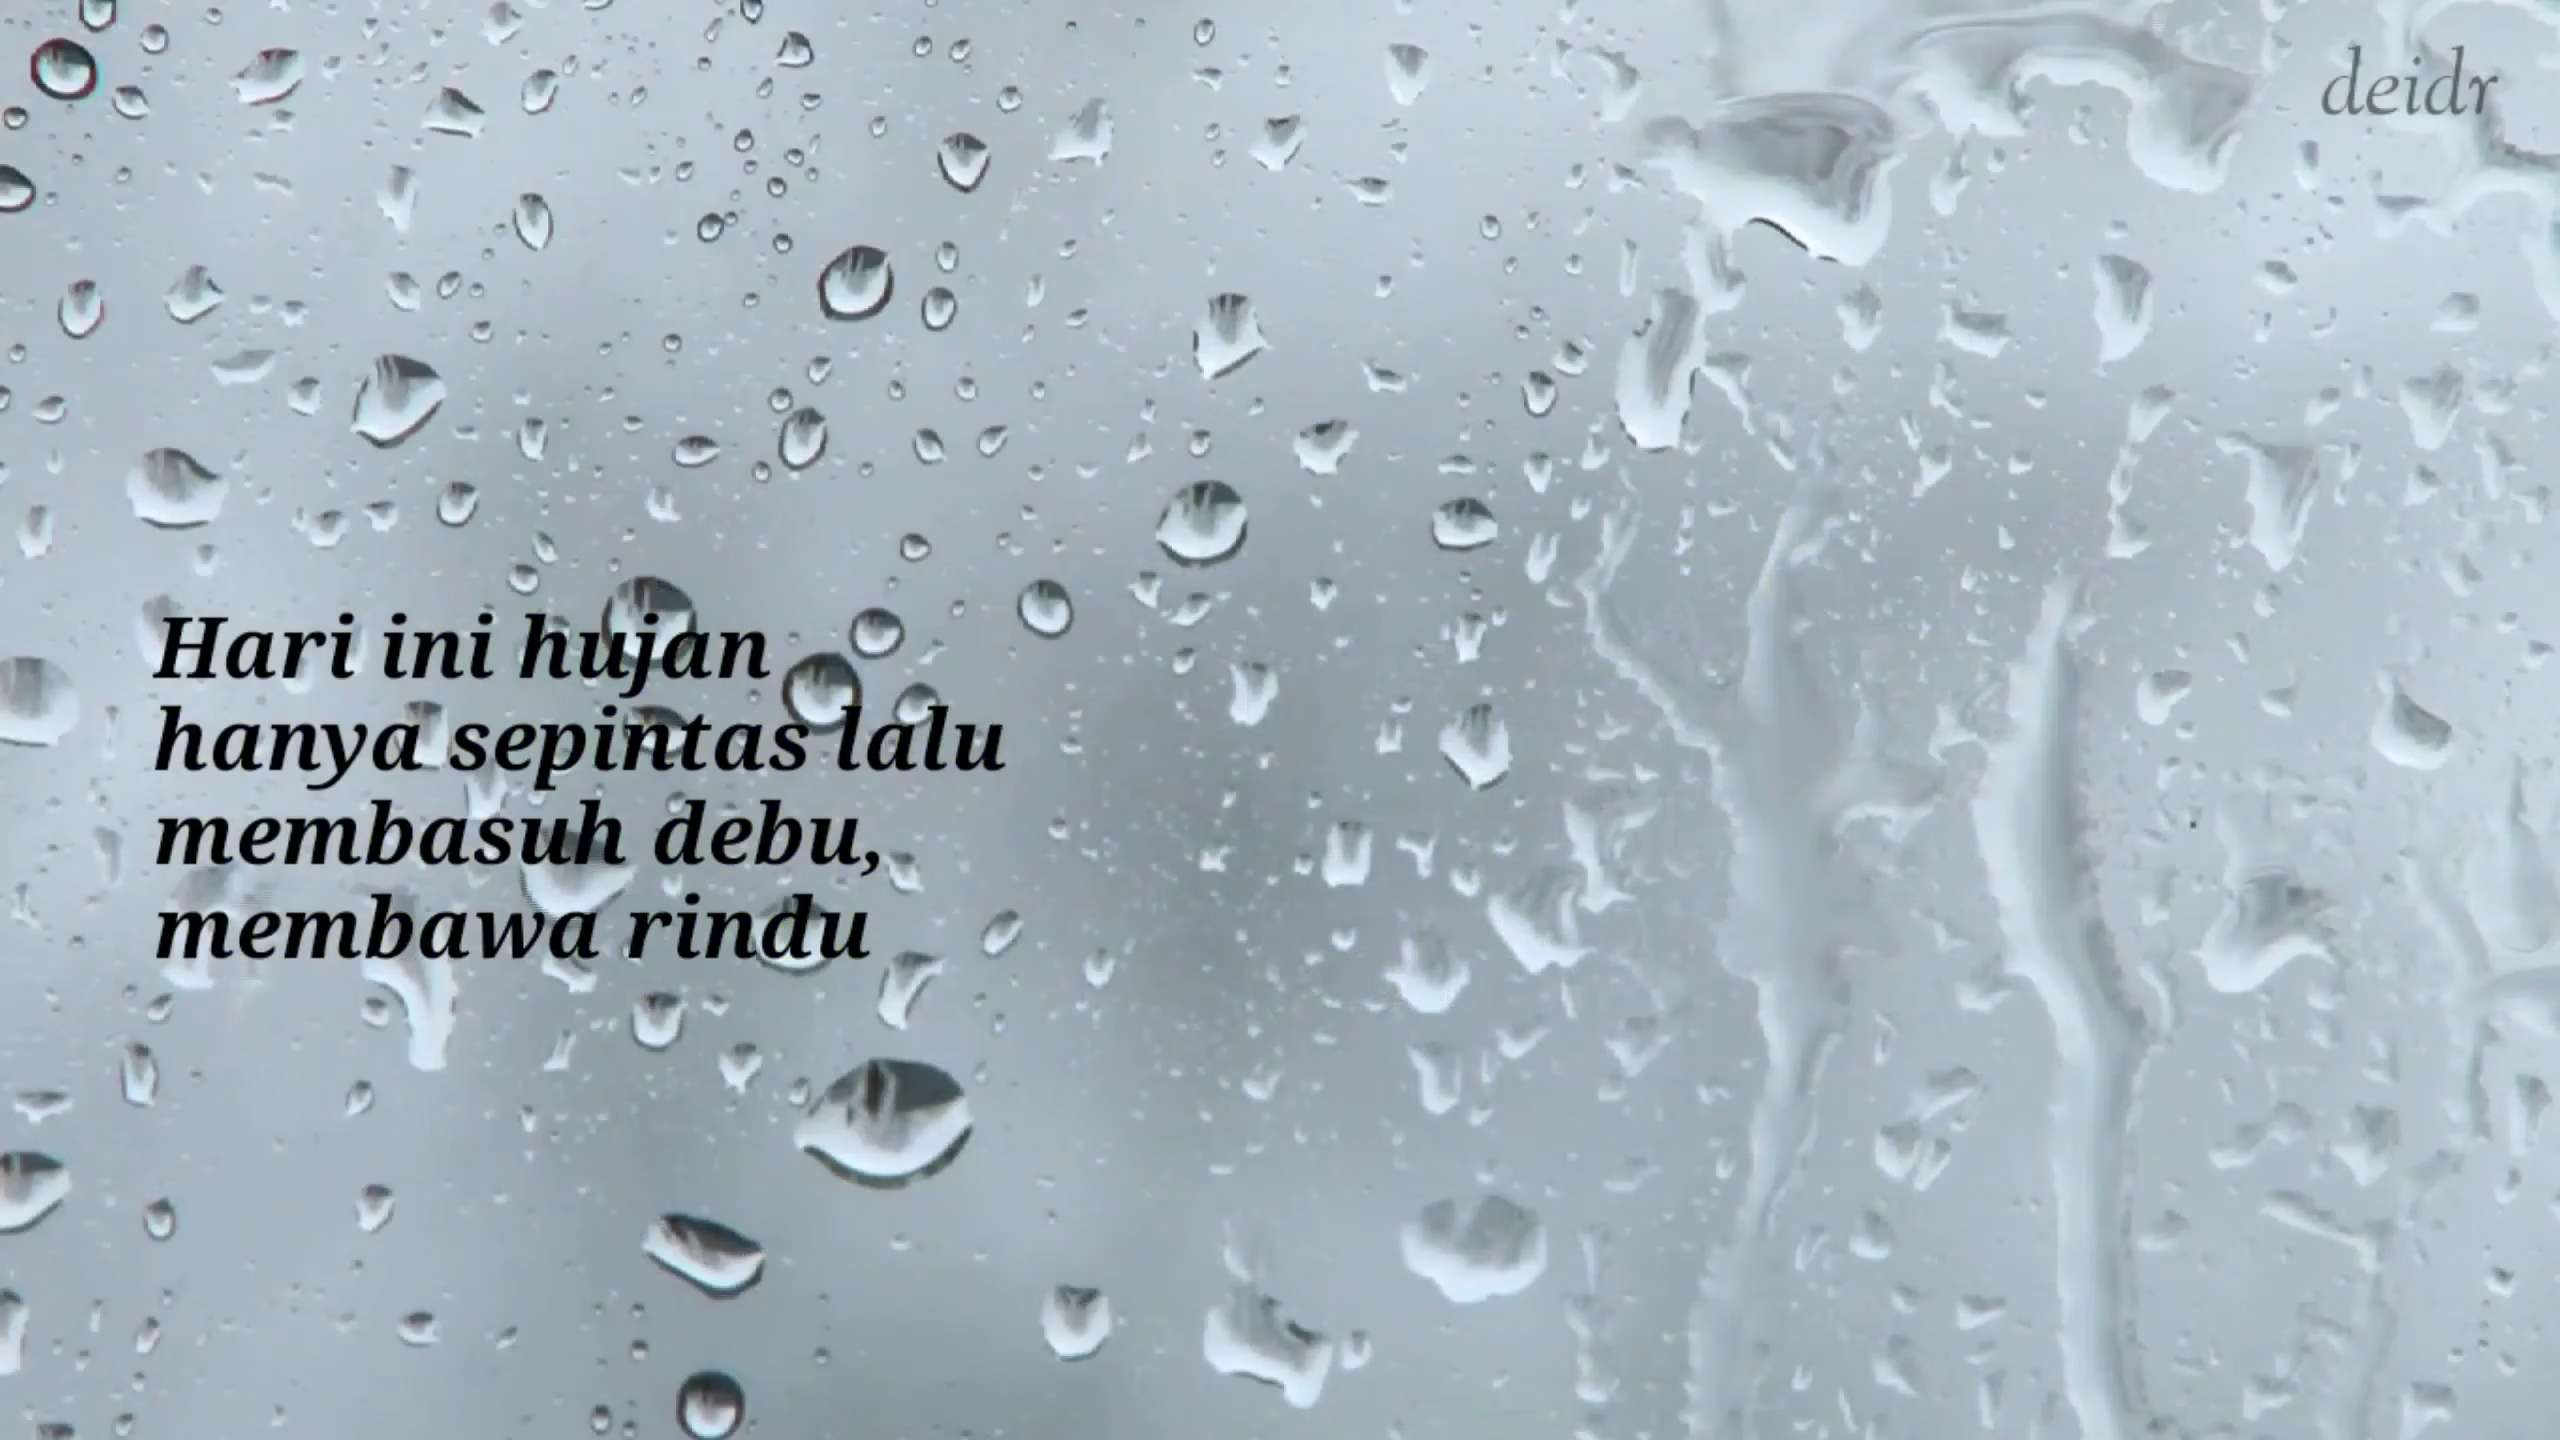 deidr
Hari ini hujan
hanya sepintas lalu
membasuh debu,
membawa rindu